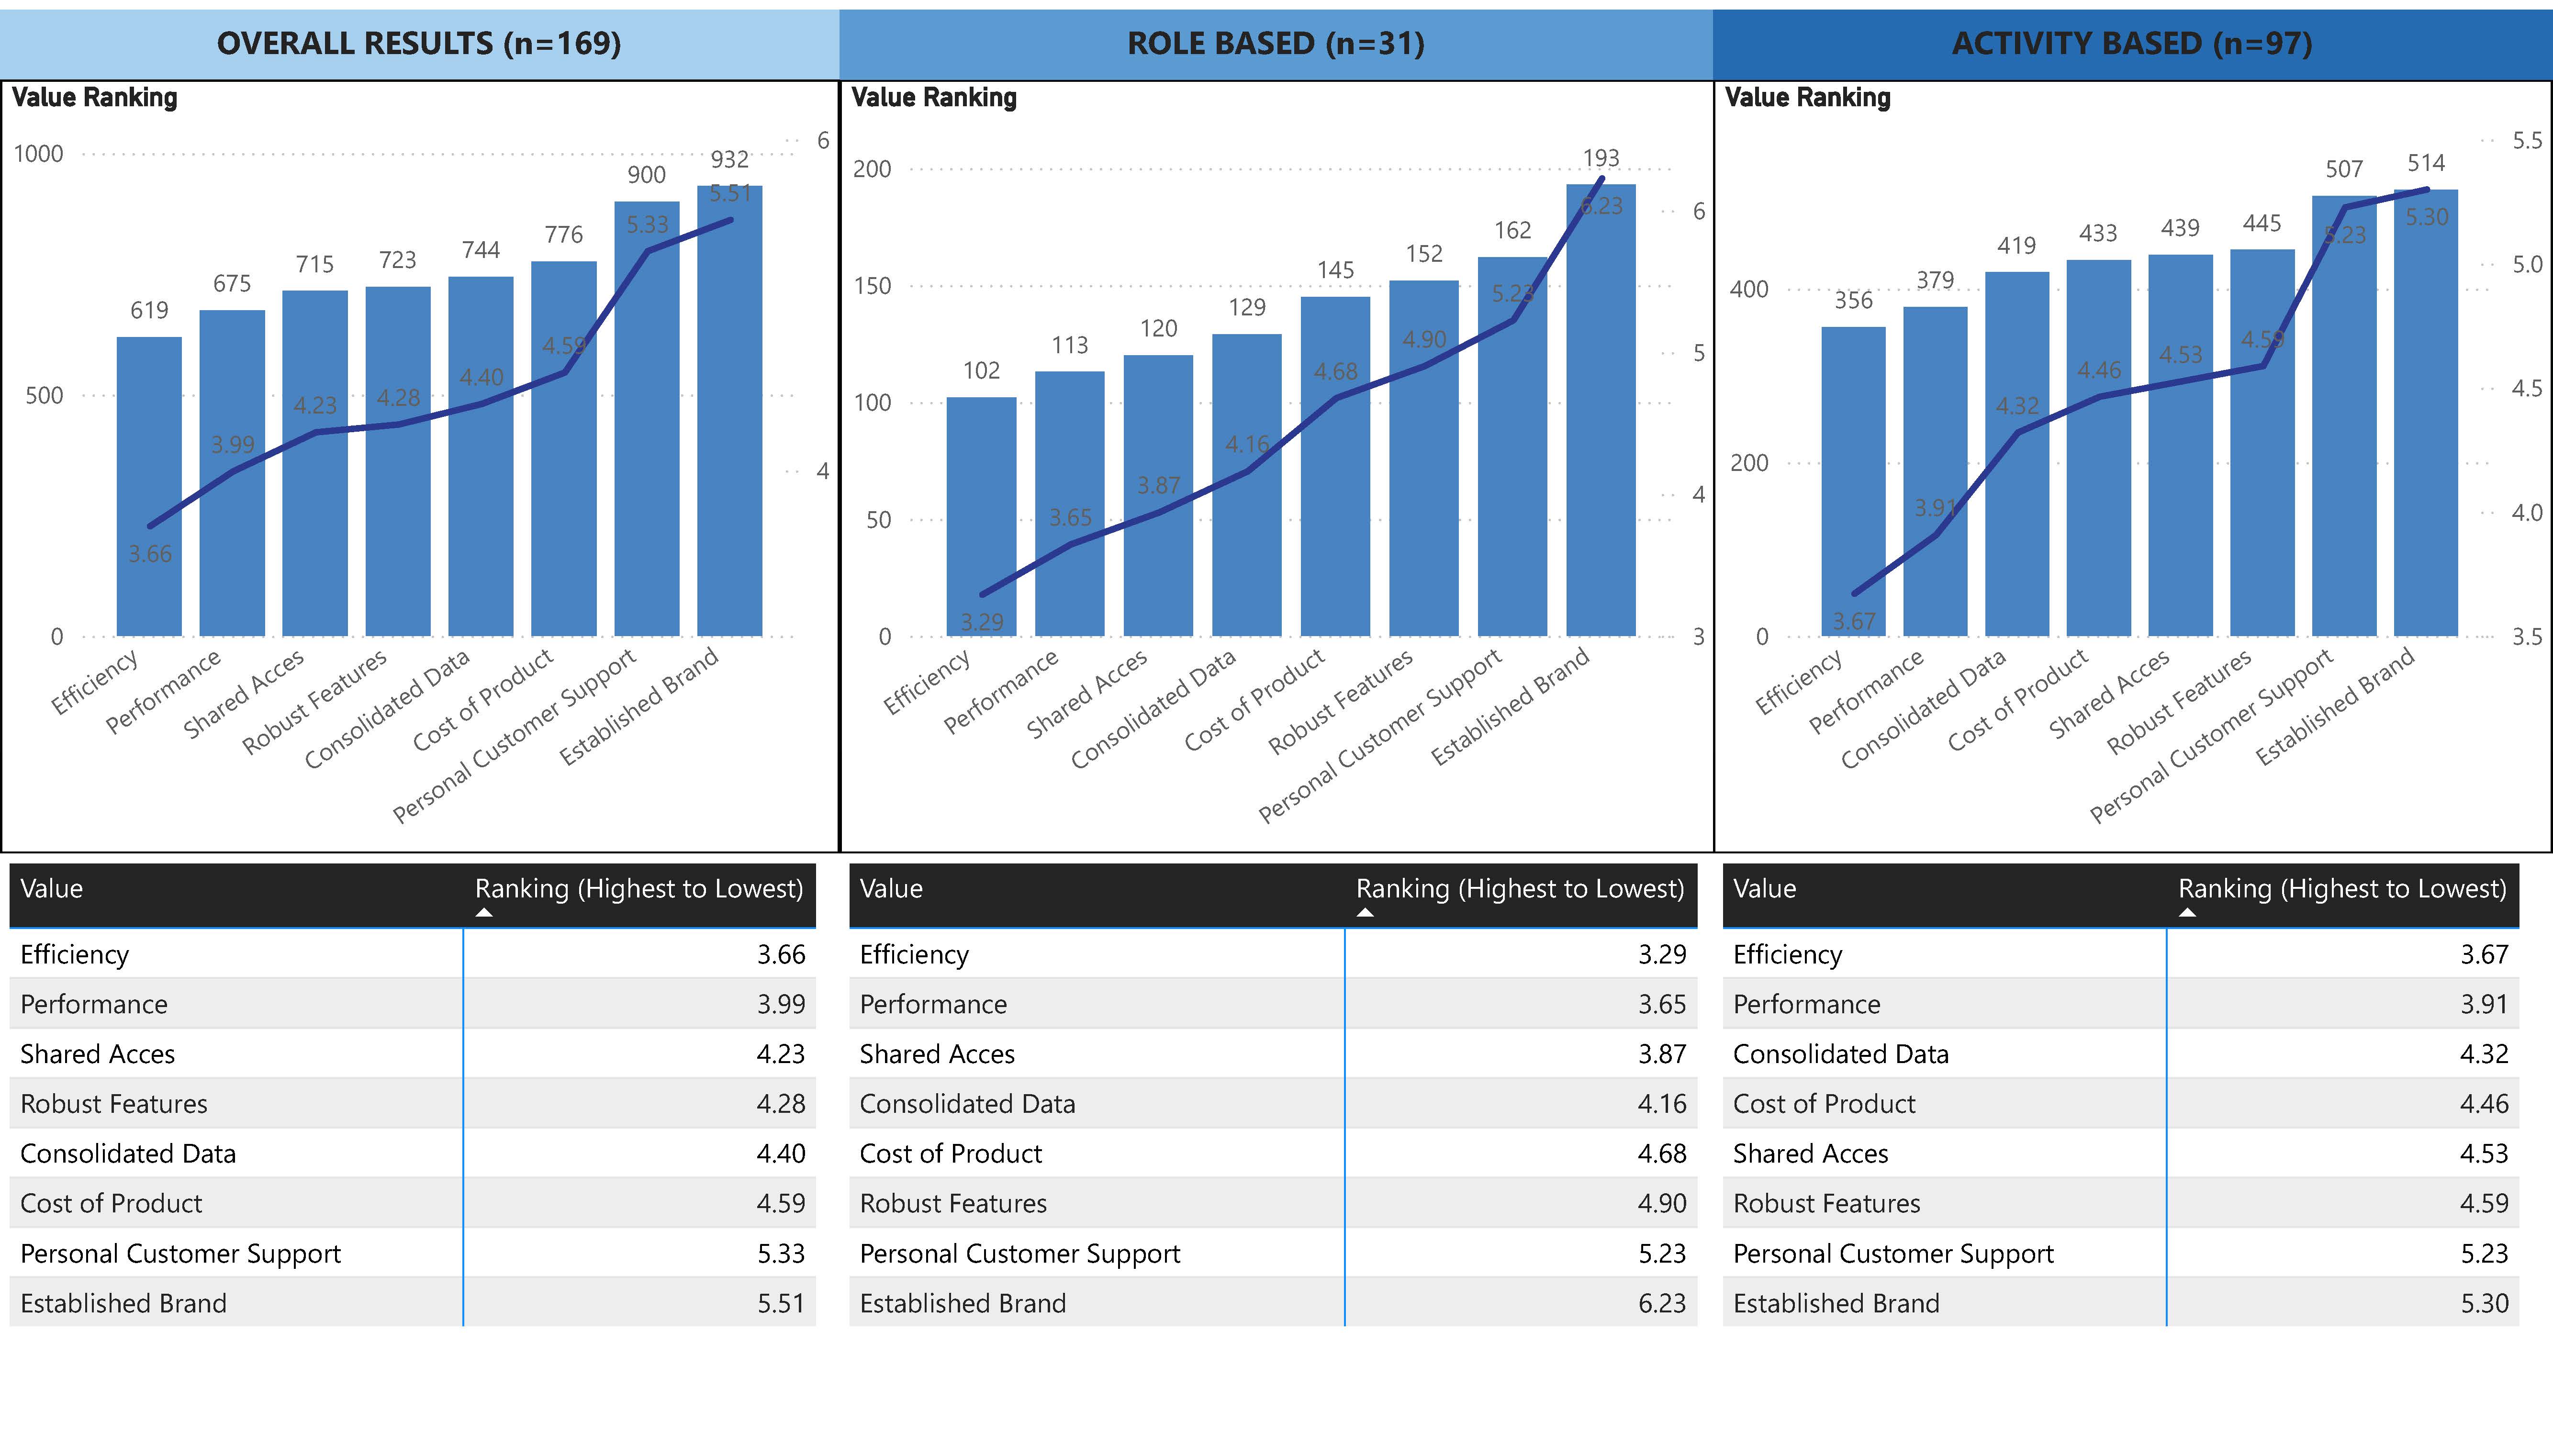 OVERALL RESULTS (n=169)
Value Ranking
1000
500
0
6
4
619
675
715
723
744
776
900
932
3.66
3.99
4.23
4.28
4.40
4.59
5.33
5.51
Efficiency
Performance
Shared Acces
Robust Features
Consolidated Data
Cost of Product
Personal Customer Support
Established Brand
ROLE BASED (n=31)
Value Ranking
200
150
100
50
0
6
5
4
3
102
113
120
129
145
152
162
193
3.29
3.65
3.87
4.16
4.68
4.90
5.23
6.23
Efficiency
Performance
Shared Acces
Consolidated Data
Cost of Product
Robust Features
Personal Customer Support
Established Brand
ACTIVITY BASED (n=97)
Value Ranking
400
200
0
5.5
5.0
4.5
4.0
3.5
356
379
419
433
439
445
507
514
3.67
3.91
4.32
4.46
4.53
4.59
5.23
5.30
Efficiency
Performance
Consolidated Data
Cost of Product
Shared Acces
Robust Features
Personal Customer Support
Established Brand
Value Ranking (Highest to Lowest)
Efficiency 3.66
Performance 3.99
Shared Acces 4.23
Robust Features 4.28
Consolidated Data 4.40
Cost of Product 4.59
Personal Customer Support 5.33
Established Brand 5.51
Value Ranking (Highest to Lowest)
Efficiency 3.29
Performance 3.65
Shared Acces 3.87
Consolidated Data 4.16
Cost of Product 4.68
Robust Features 4.90
Personal Customer Support 5.23
Established Brand 6.23
Value Ranking (Highest to Lowest)
Efficiency 3.67
Performance 3.91
Consolidated Data 4.32
Cost of Product 4.46
Shared Acces 4.53
Robust Features 4.59
Personal Customer Support 5.23
Established Brand 5.30